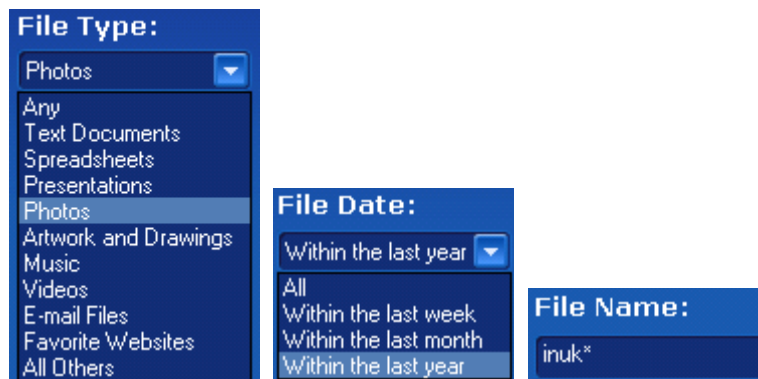 File Type:
Photos
Any
Text Documents
Spreadsheets
Presentations
Photos
Artwork and Drawings
Music
Videos
E-mail Files
Favorite Websites
All Others
File Date:
Within the last year
All
Within the last week
Within the last month
Within the last year
File Name:
inuk*